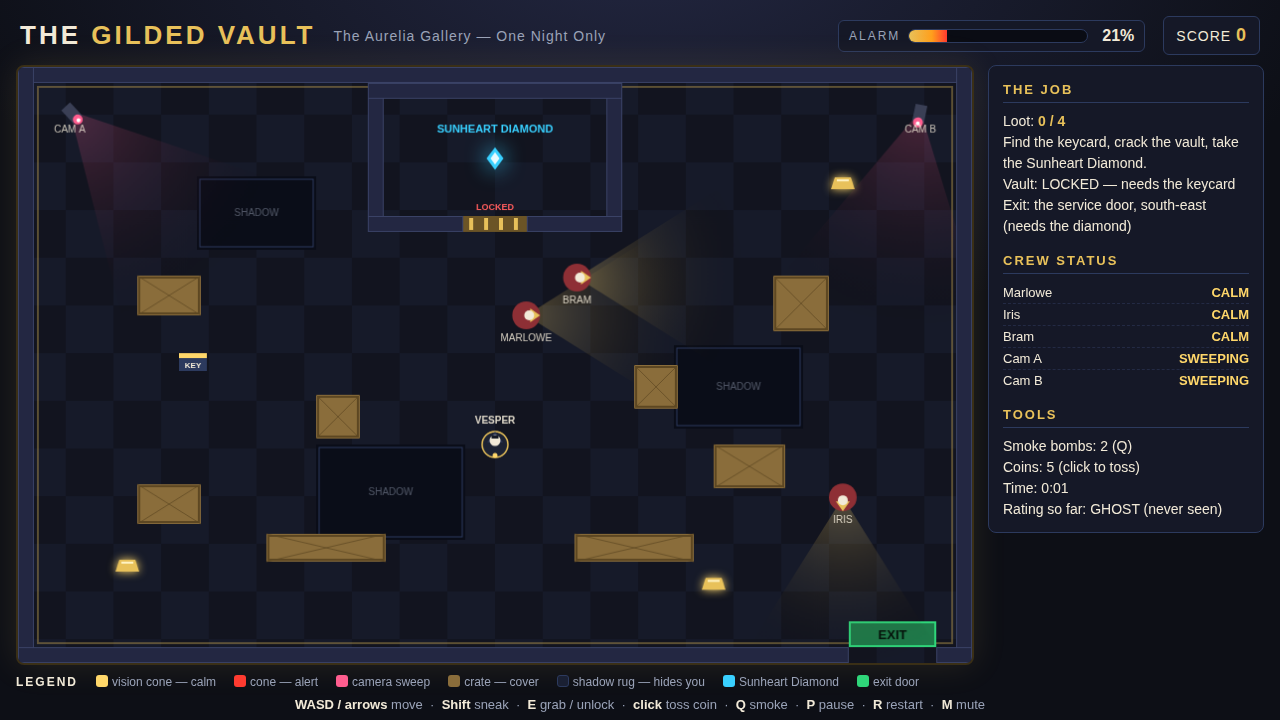 THE GILDED VAULT The Aurelia Gallery — One Night Only ALARM 21% SCORE 0
CAM A
SUNHEART DIAMOND
CAM B
SHADOW
LOCKED
BRAM
MARLOWE
KEY
SHADOW
VESPER
SHADOW
IRIS
EXIT
THE JOB
Loot: 0 / 4
Find the keycard, crack the vault, take
the Sunheart Diamond.
Vault: LOCKED — needs the keycard
Exit: the service door, south-east
(needs the diamond)
CREW STATUS
Marlowe CALM
Iris CALM
Bram CALM
Cam A SWEEPING
Cam B SWEEPING
TOOLS
Smoke bombs: 2 (Q)
Coins: 5 (click to toss)
Time: 0:01
Rating so far: GHOST (never seen)
LEGEND vision cone — calm cone — alert camera sweep crate — cover shadow rug — hides you Sunheart Diamond exit door
WASD / arrows move · Shift sneak · E grab / unlock · click toss coin · Q smoke · P pause · R restart · M mute